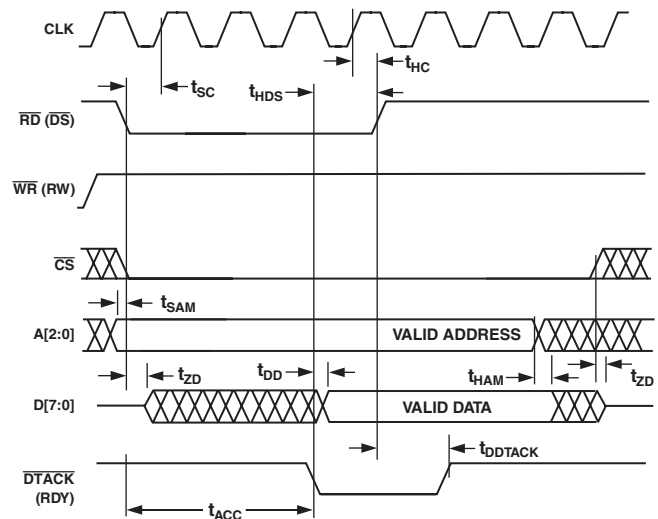 CLK
tSC
tHDS
tHC
RD (DS)
WR (RW)
CS
tSAM
A[2:0]
VALID ADDRESS
tZD
tDD
tHAM
tZD
D[7:0]
VALID DATA
tDDTACK
DTACK
(RDY)
tACC